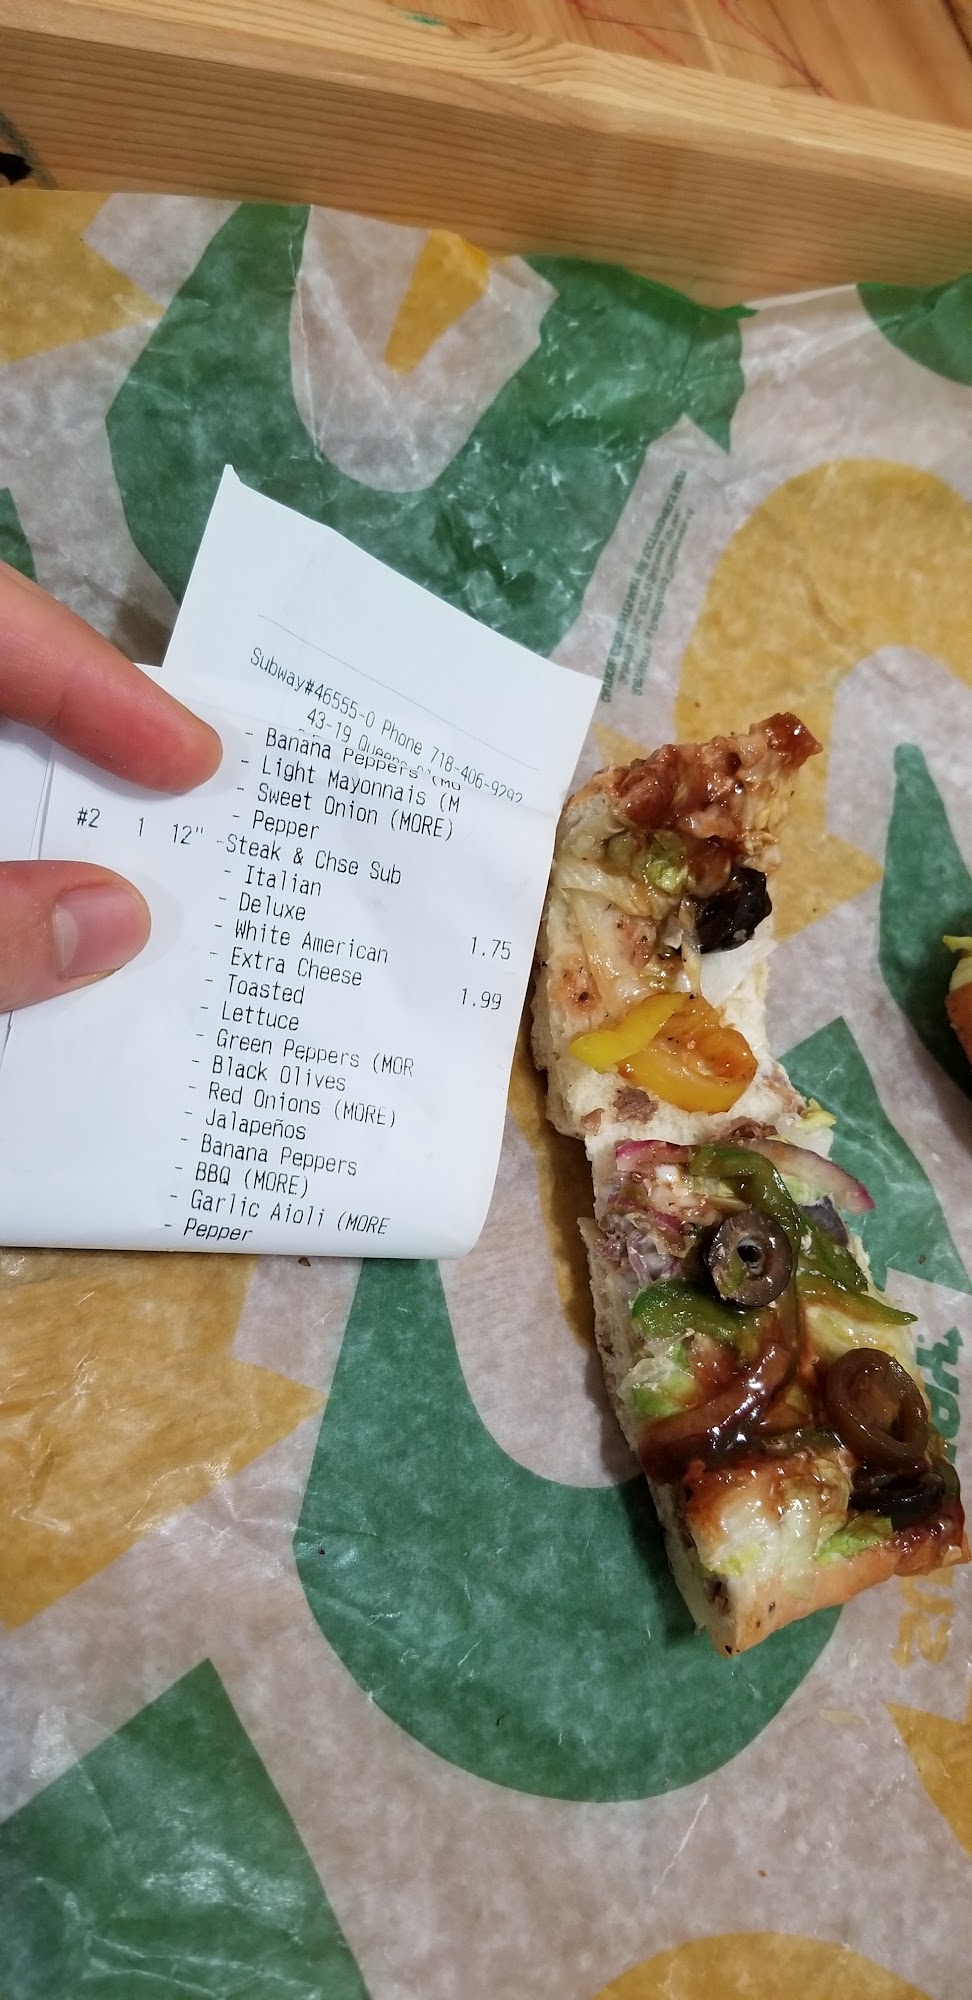 Subway#46555-0 Phone 718-406-9292
43-19 Queens
- Banana Peppers (MO
- Light Mayonnais (M
- Sweet Onion (MORE)
- Pepper
#2 1 12" -Steak & Chse Sub
- Italian
- Deluxe 1.75
- White American
- Extra Cheese 1.99
- Toasted
- Lettuce
- Green Peppers (MOR
- Black Olives
- Red Onions (MORE)
- Jalapeños
- Banana Peppers
- BBQ (MORE)
- Garlic Aioli (MORE
- Pepper